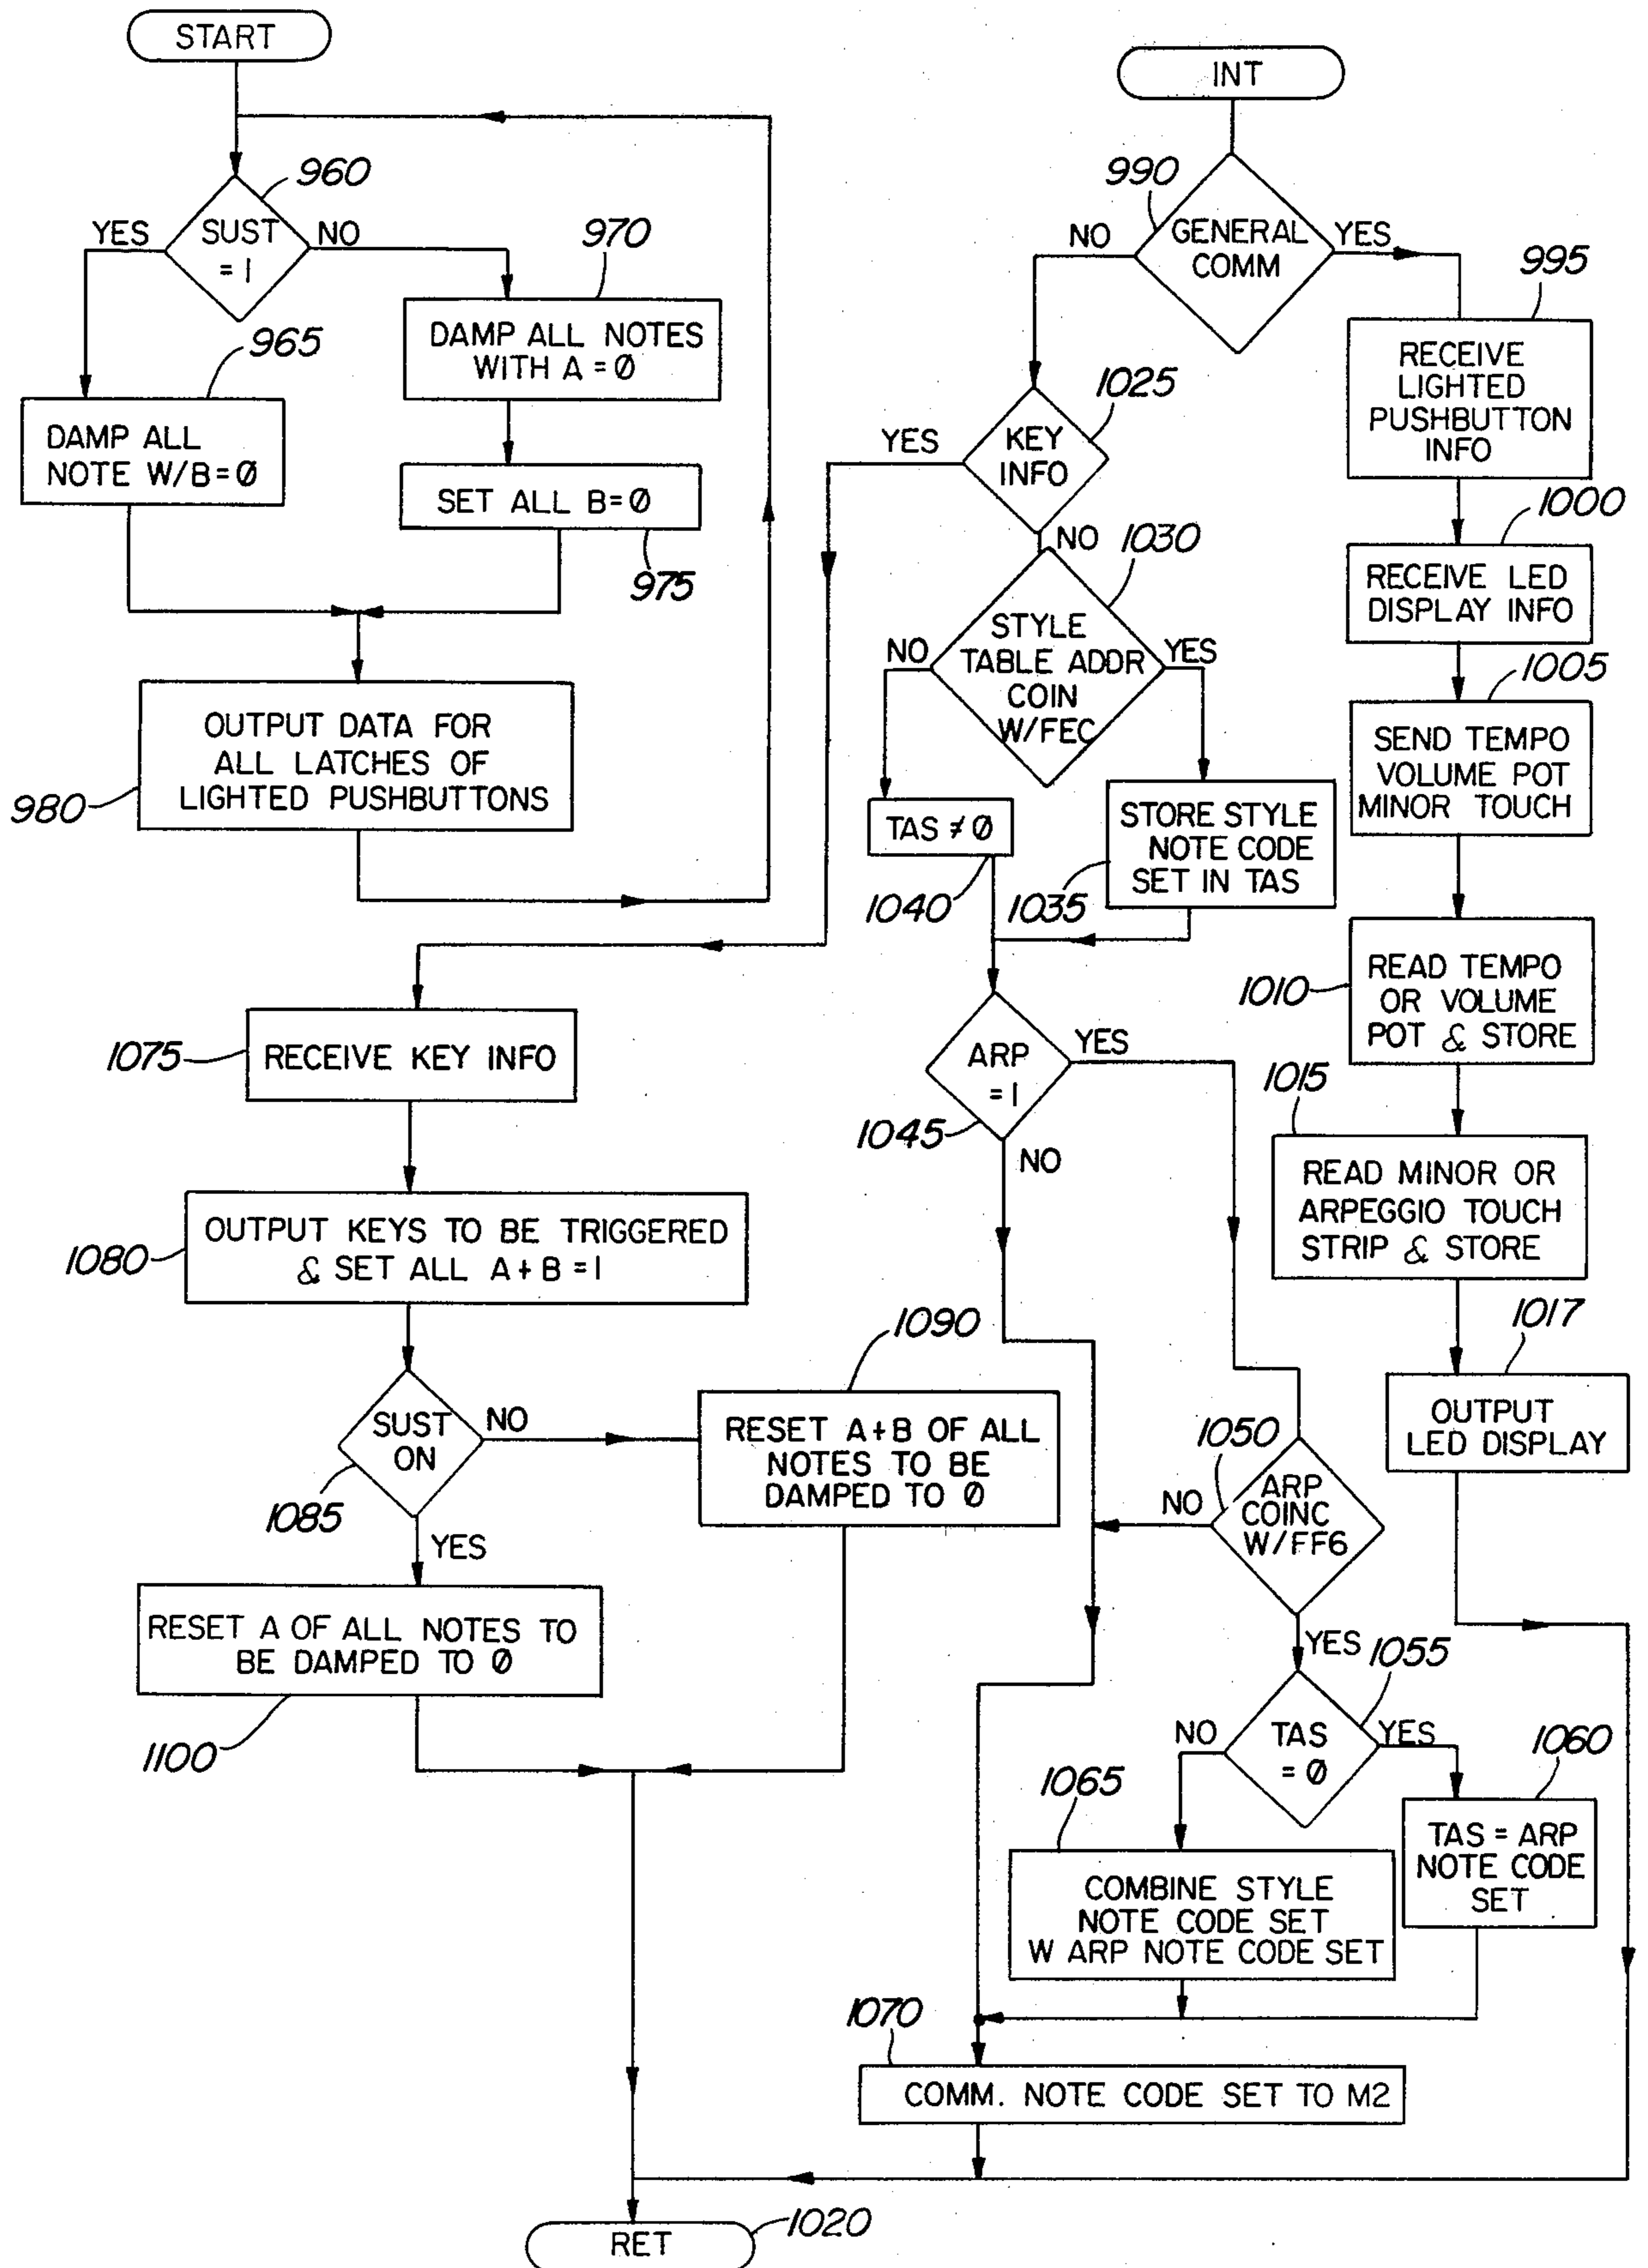 START
960
YES
SUST
= 1
NO
970
DAMP ALL NOTES
WITH A = Ø
965
DAMP ALL
NOTE W/B=Ø
SET ALL B=Ø
975
OUTPUT DATA FOR
ALL LATCHES OF
LIGHTED PUSHBUTTONS
980
INT
990
NO
GENERAL
COMM
YES
995
RECEIVE
LIGHTED
PUSHBUTTON
INFO
1025
YES
KEY
INFO
NO
1000
RECEIVE LED
DISPLAY INFO
1030
NO
STYLE
TABLE ADDR
COIN
W/FEC
YES
1005
SEND TEMPO
VOLUME POT
MINOR TOUCH
TAS ≠ Ø
1040
STORE STYLE
NOTE CODE
SET IN TAS
1035
1010
READ TEMPO
OR VOLUME
POT & STORE
1075
RECEIVE KEY INFO
ARP
= 1
YES
1045
NO
1015
READ MINOR OR
ARPEGGIO TOUCH
STRIP & STORE
1080
OUTPUT KEYS TO BE TRIGGERED
& SET ALL A+B=1
1017
OUTPUT
LED DISPLAY
SUST
ON
NO
1085
YES
1090
RESET A+B OF ALL
NOTES TO BE
DAMPED TO Ø
1050
NO
ARP
COINC
W/FF6
YES
RESET A OF ALL NOTES TO
BE DAMPED TO Ø
1100
1055
NO
TAS
= Ø
YES
1060
TAS = ARP
NOTE CODE
SET
1065
COMBINE STYLE
NOTE CODE SET
W ARP NOTE CODE SET
1070
COMM. NOTE CODE SET TO M2
RET
1020